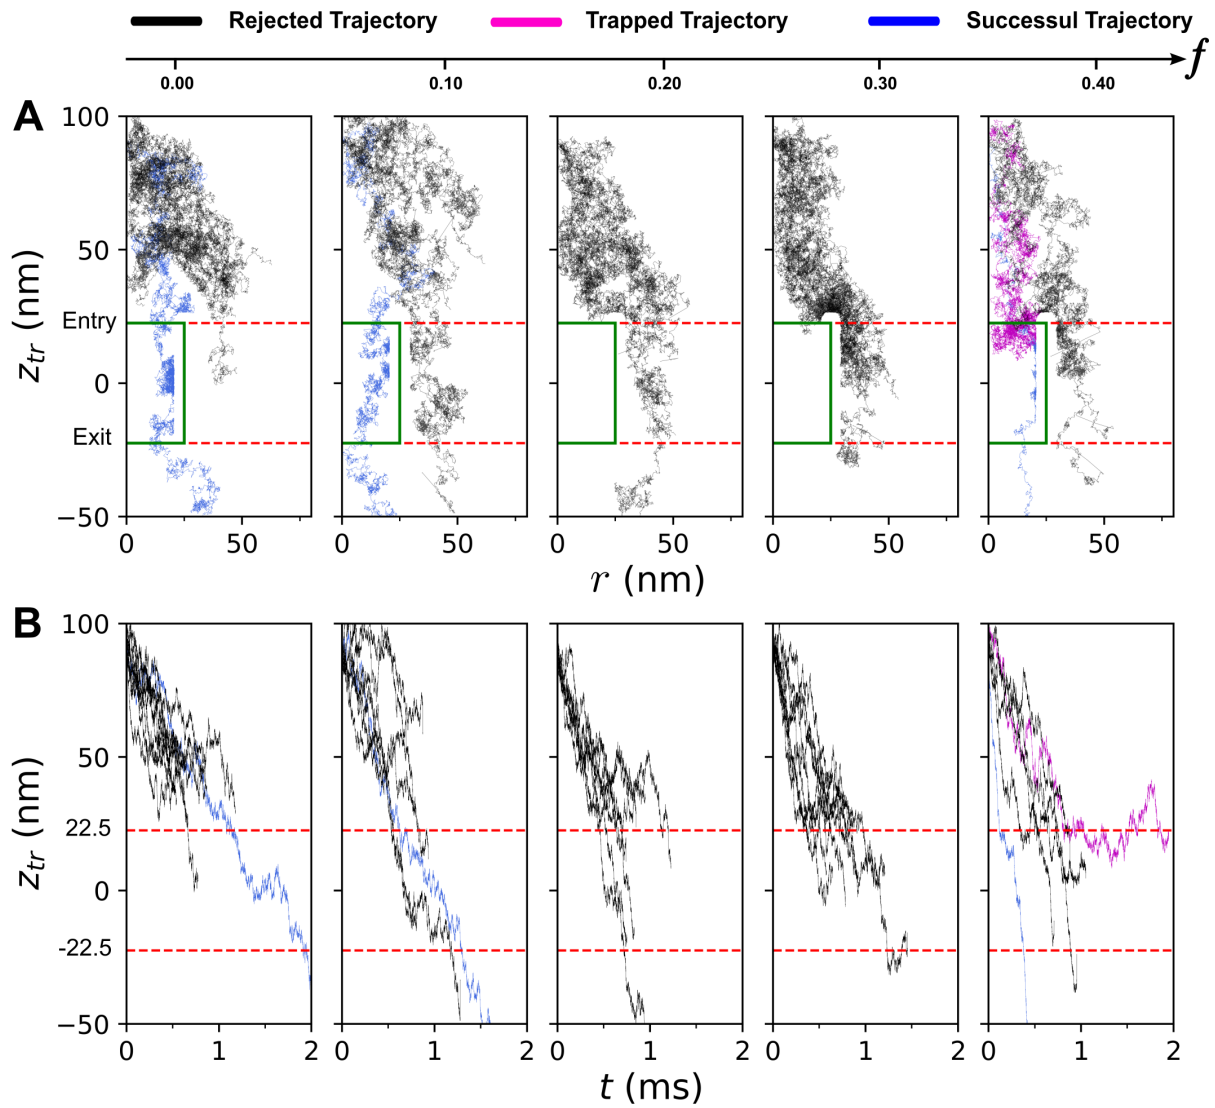 Rejected Trajectory Trapped Trajectory Successul Trajectory
f
0.00 0.10 0.20 0.30 0.40
A
100
50
Entry
0
Exit
−50
z_tr (nm)
0 50 0 50 0 50 0 50 0 50
r (nm)
B
100
50
22.5
0
-22.5
−50
z_tr (nm)
0 1 2 0 1 2 0 1 2 0 1 2 0 1 2
t (ms)